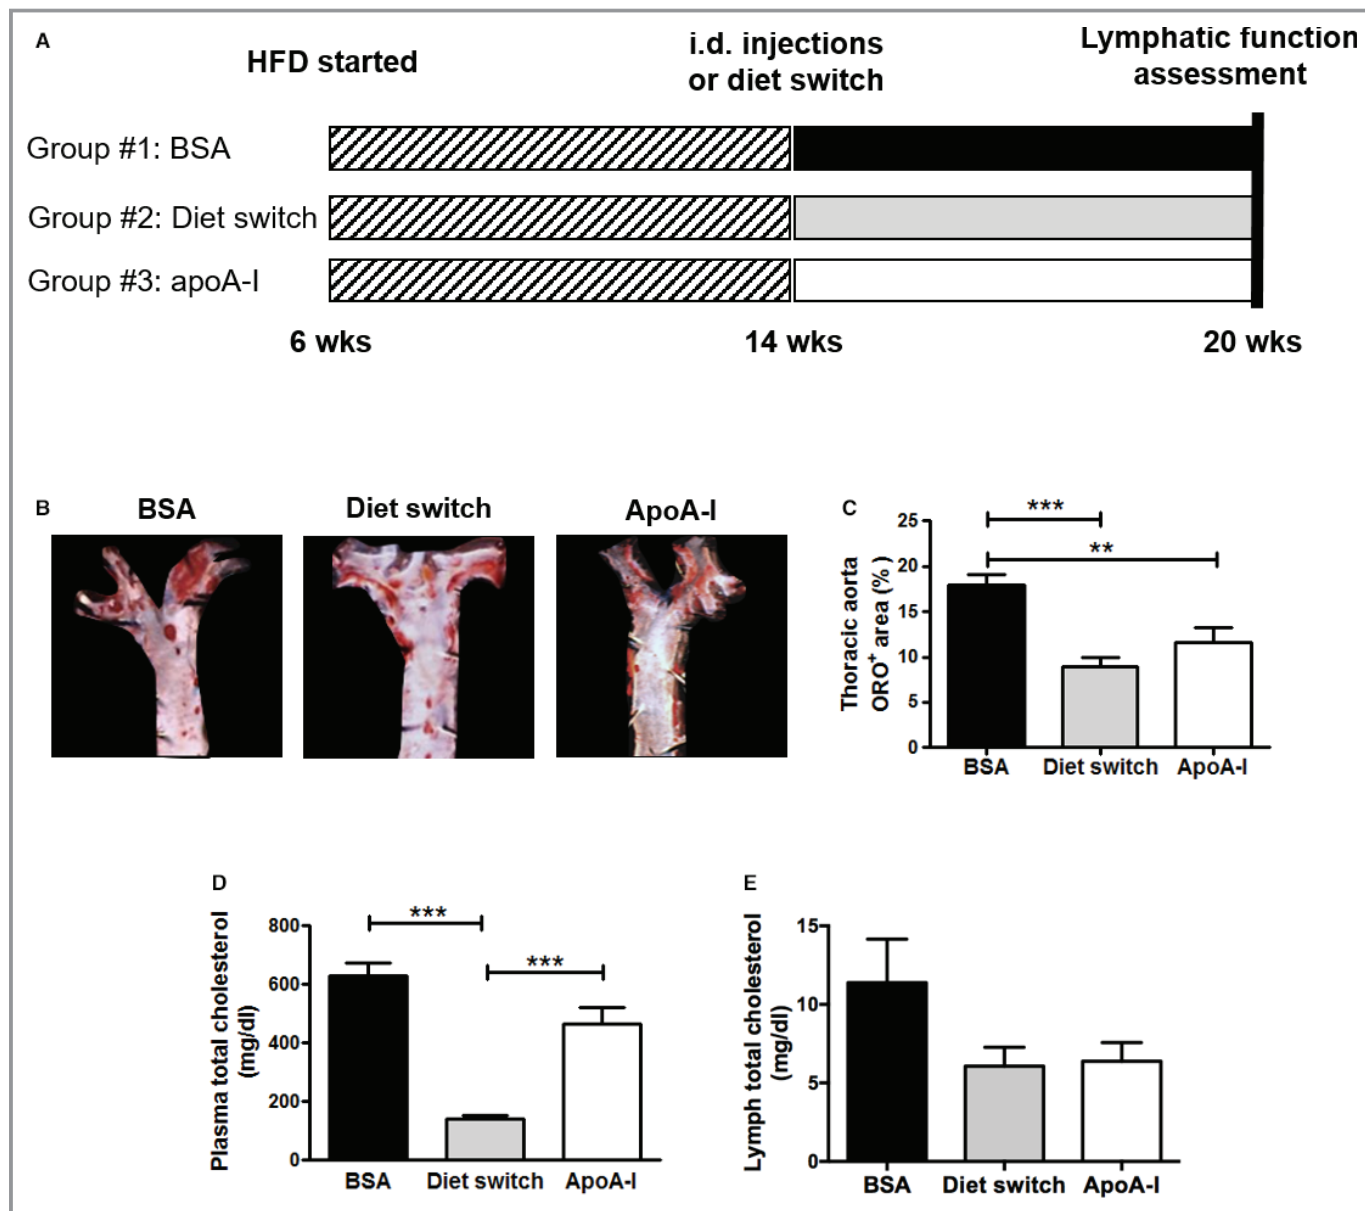 A
HFD started
i.d. injections
or diet switch
Lymphatic function
assessment
Group #1: BSA
Group #2: Diet switch
Group #3: apoA-I
6 wks
14 wks
20 wks
B
BSA
Diet switch
ApoA-I
C
Thoracic aorta
ORO⁺ area (%)
25
20
15
10
5
0
***
**
BSA
Diet switch
ApoA-I
D
Plasma total cholesterol
(mg/dl)
800
600
400
200
0
***
***
BSA
Diet switch
ApoA-I
E
Lymph total cholesterol
(mg/dl)
15
10
5
0
BSA
Diet switch
ApoA-I